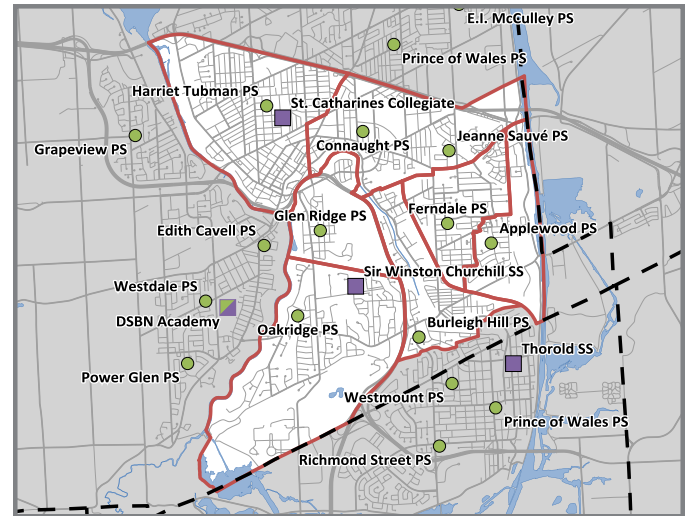 E.I. McCulley PS
Prince of Wales PS
Harriet Tubman PS
St. Catharines Collegiate
Jeanne Sauvé PS
Connaught PS
Grapeview PS
Ferndale PS
Glen Ridge PS
Applewood PS
Edith Cavell PS
Sir Winston Churchill SS
Westdale PS
DSBN Academy
Burleigh Hill PS
Oakridge PS
Thorold SS
Power Glen PS
Westmount PS
Prince of Wales PS
Richmond Street PS